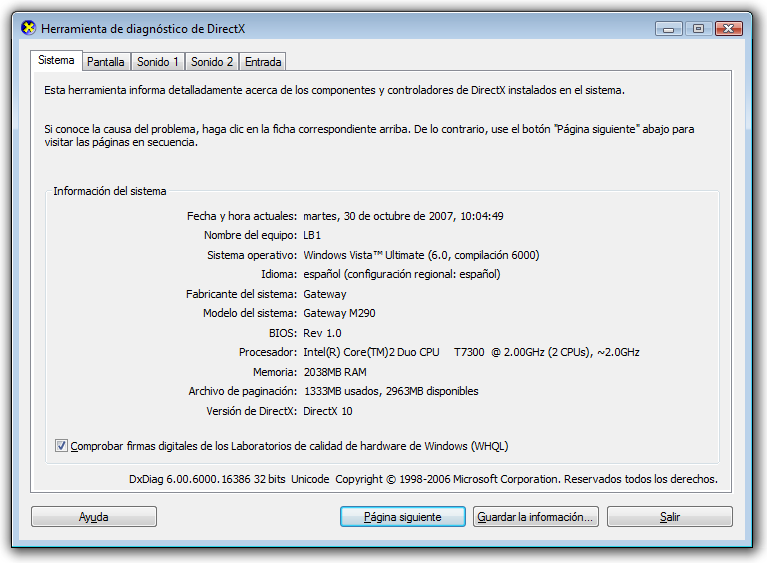 Herramienta de diagnóstico de DirectX
Sistema Pantalla Sonido 1 Sonido 2 Entrada
Esta herramienta informa detalladamente acerca de los componentes y controladores de DirectX instalados en el sistema.
Si conoce la causa del problema, haga clic en la ficha correspondiente arriba. De lo contrario, use el botón "Página siguiente" abajo para
visitar las páginas en secuencia.
Información del sistema
Fecha y hora actuales: martes, 30 de octubre de 2007, 10:04:49
Nombre del equipo: LB1
Sistema operativo: Windows Vista™ Ultimate (6.0, compilación 6000)
Idioma: español (configuración regional: español)
Fabricante del sistema: Gateway
Modelo del sistema: Gateway M290
BIOS: Rev 1.0
Procesador: Intel(R) Core(TM)2 Duo CPU T7300 @ 2.00GHz (2 CPUs), ~2.0GHz
Memoria: 2038MB RAM
Archivo de paginación: 1333MB usados, 2963MB disponibles
Versión de DirectX: DirectX 10
Comprobar firmas digitales de los Laboratorios de calidad de hardware de Windows (WHQL)
DxDiag 6.00.6000.16386 32 bits Unicode Copyright © 1998-2006 Microsoft Corporation. Reservados todos los derechos.
Ayuda Página siguiente Guardar la información... Salir